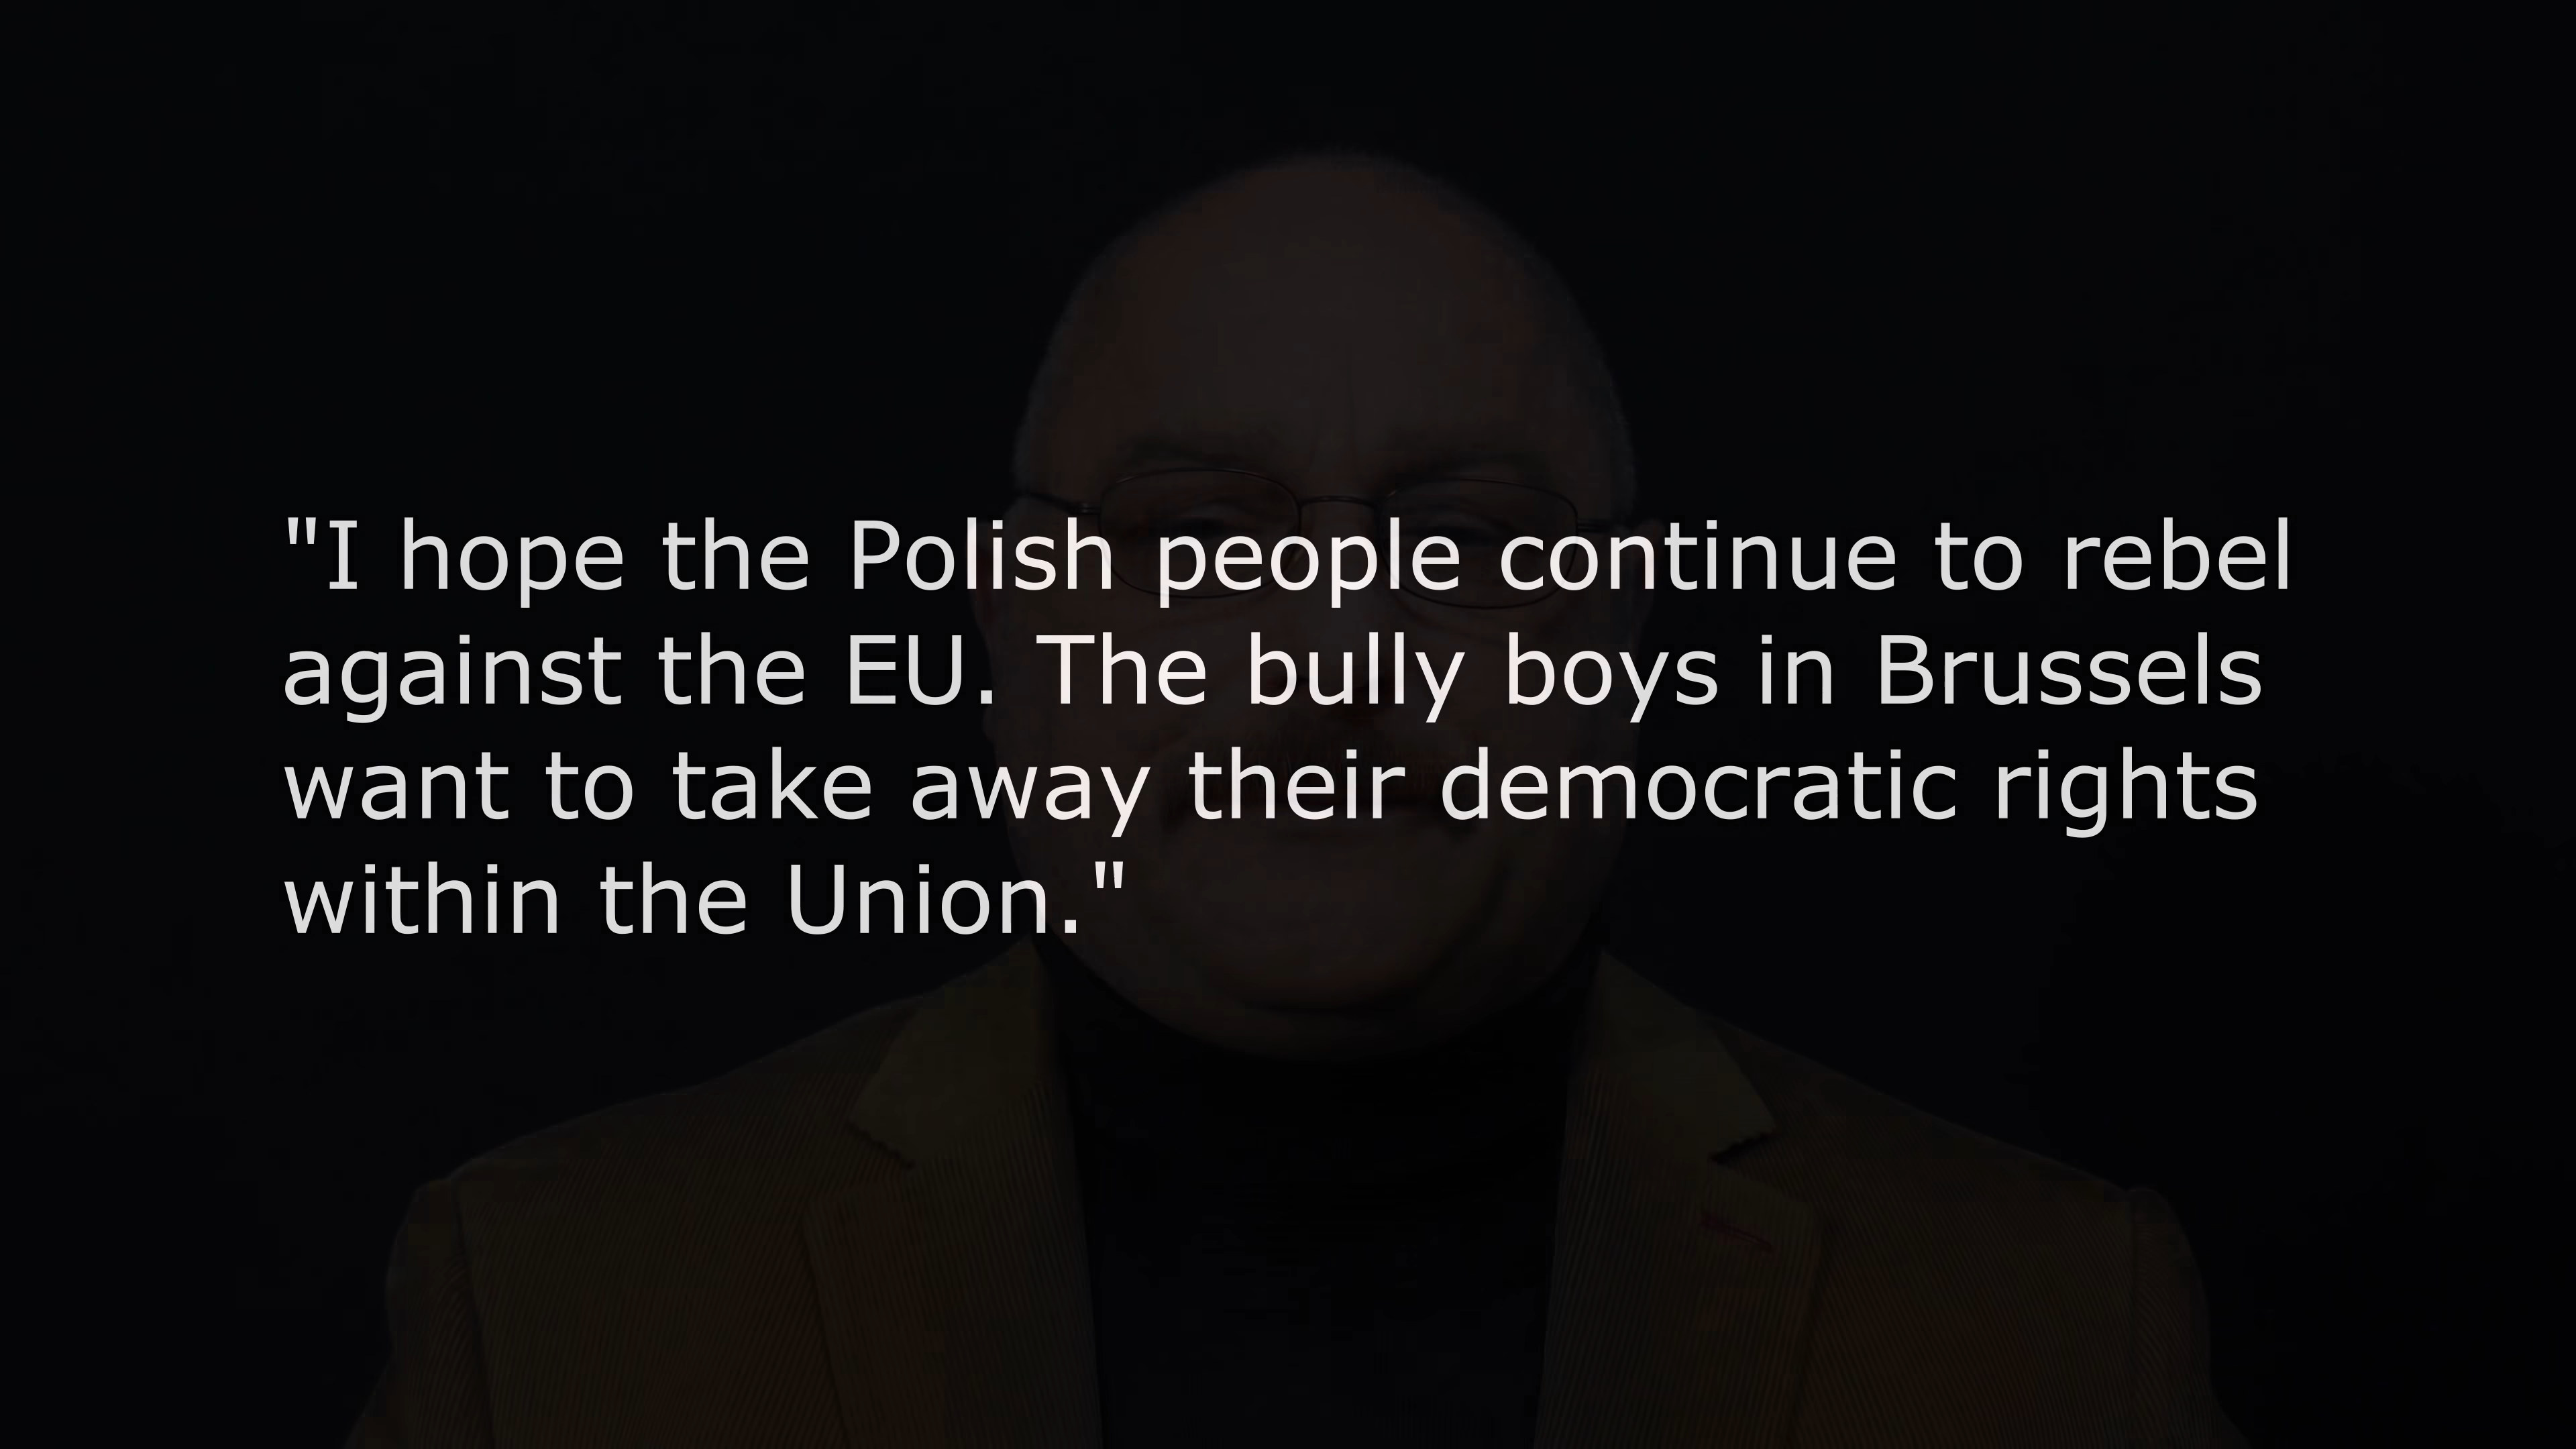 "I hope the Polish people continue to rebel
against the EU. The bully boys in Brussels
want to take away their democratic rights
within the Union."